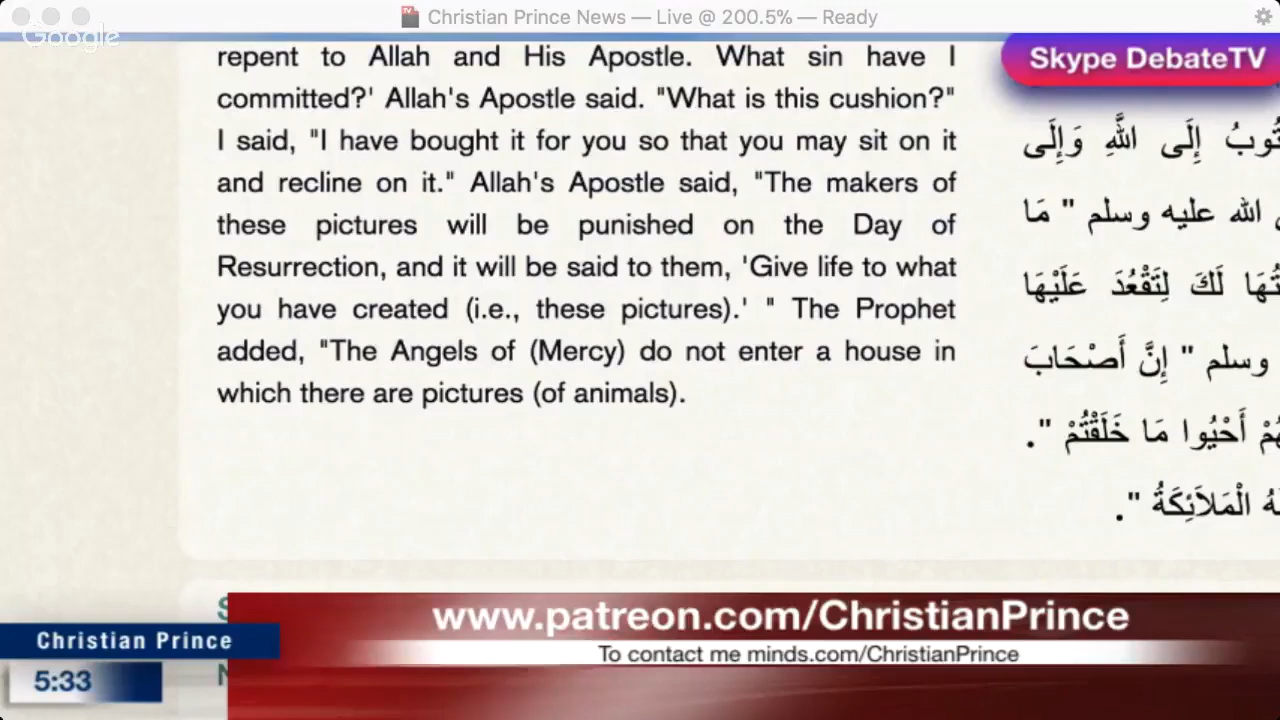 Christian Prince News — Live @ 200.5% — Ready
Google
Skype DebateTV
repent to Allah and His Apostle. What sin have I
committed?' Allah's Apostle said. "What is this cushion?"
I said, "I have bought it for you so that you may sit on it
and recline on it." Allah's Apostle said, "The makers of
these pictures will be punished on the Day of
Resurrection, and it will be said to them, 'Give life to what
you have created (i.e., these pictures).' " The Prophet
added, "The Angels of (Mercy) do not enter a house in
which there are pictures (of animals).
إِلَى اللَّهِ وَإِلَى
الله عليه وسلم " مَا
لَكَ لِتَقْعُدَ عَلَيْهَا
وسلم " إِنَّ أَصْحَابَ
أَحْيُوا مَا خَلَقْتُمْ ".
الْمَلاَئِكَةُ ".
www.patreon.com/ChristianPrince
To contact me minds.com/ChristianPrince
Christian Prince
5:33